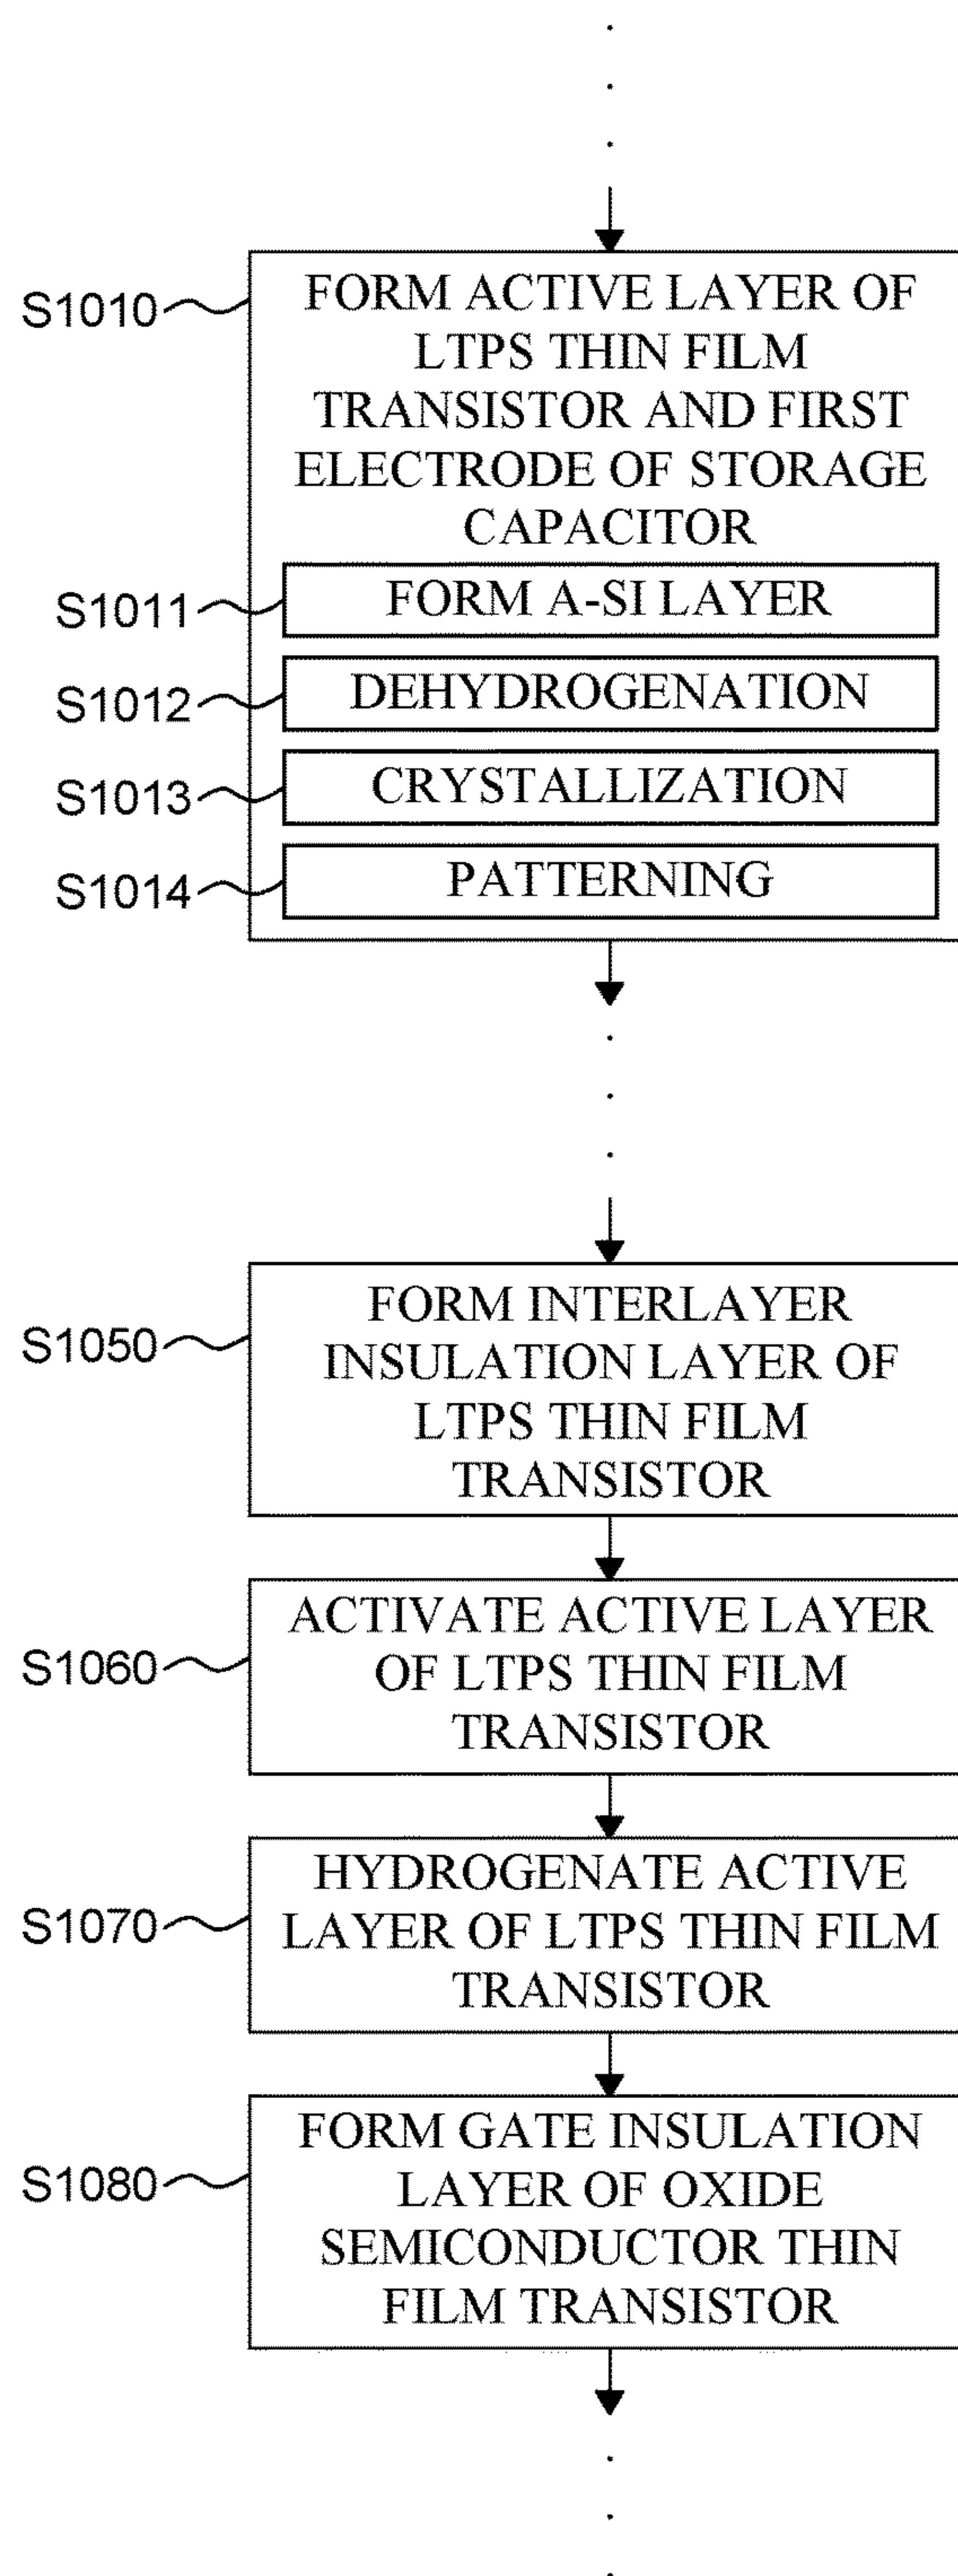 S1010
FORM ACTIVE LAYER OF
LTPS THIN FILM
TRANSISTOR AND FIRST
ELECTRODE OF STORAGE
CAPACITOR
S1011
FORM A-SI LAYER
S1012
DEHYDROGENATION
S1013
CRYSTALLIZATION
S1014
PATTERNING
S1050
FORM INTERLAYER
INSULATION LAYER OF
LTPS THIN FILM
TRANSISTOR
S1060
ACTIVATE ACTIVE LAYER
OF LTPS THIN FILM
TRANSISTOR
S1070
HYDROGENATE ACTIVE
LAYER OF LTPS THIN FILM
TRANSISTOR
S1080
FORM GATE INSULATION
LAYER OF OXIDE
SEMICONDUCTOR THIN
FILM TRANSISTOR